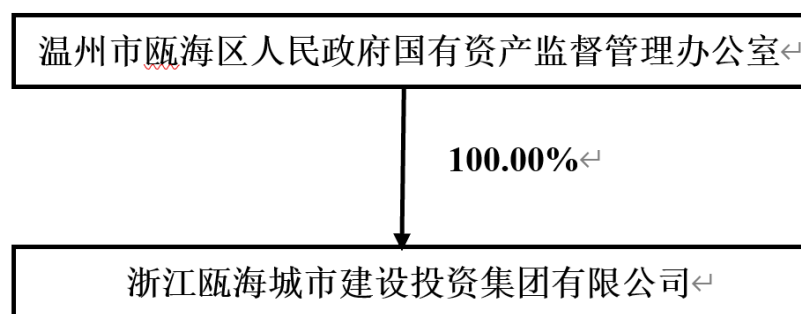 温州市瓯海区人民政府国有资产监督管理办公室
100.00%
浙江瓯海城市建设投资集团有限公司